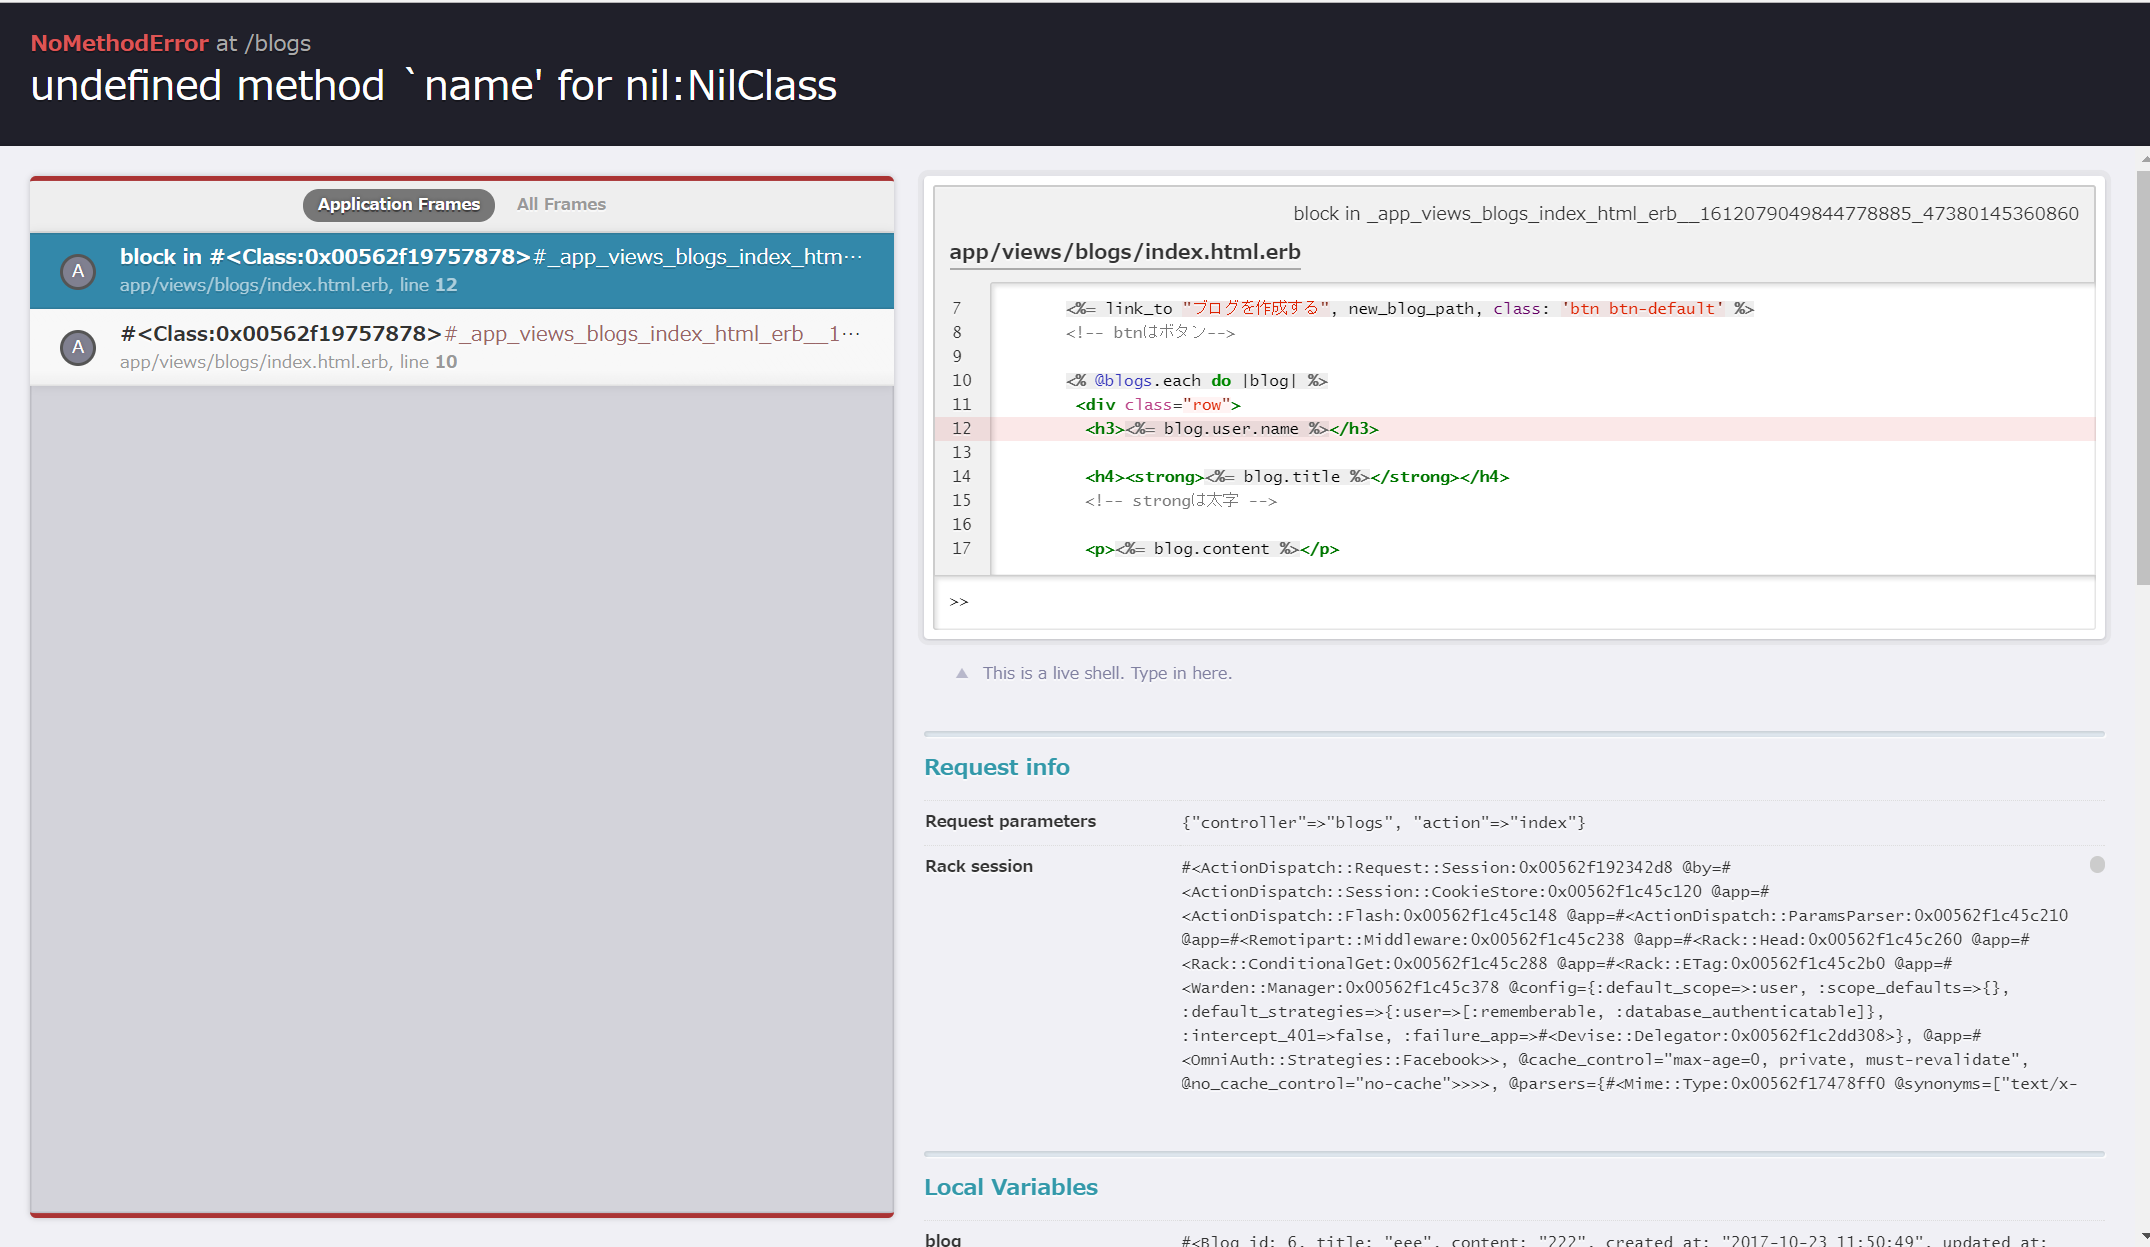 NoMethodError at /blogs
undefined method `name' for nil:NilClass
Application Frames All Frames
A
block in #<Class:0x00562f19757878>#_app_views_blogs_index_htm…
app/views/blogs/index.html.erb, line 12
A
#<Class:0x00562f19757878>#_app_views_blogs_index_html_erb__1…
app/views/blogs/index.html.erb, line 10
block in _app_views_blogs_index_html_erb__1612079049844778885_47380145360860
app/views/blogs/index.html.erb
7 <%= link_to "ブログを作成する", new_blog_path, class: 'btn btn-default' %>
8 <!-- btnはボタン-->
9
10 <% @blogs.each do |blog| %>
11 <div class="row">
12 <h3><%= blog.user.name %></h3>
13
14 <h4><strong><%= blog.title %></strong></h4>
15 <!-- strongは太字 -->
16
17 <p><%= blog.content %></p>
>>
▲ This is a live shell. Type in here.
Request info
Request parameters {"controller"=>"blogs", "action"=>"index"}
Rack session #<ActionDispatch::Request::Session:0x00562f192342d8 @by=#
<ActionDispatch::Session::CookieStore:0x00562f1c45c120 @app=#
<ActionDispatch::Flash:0x00562f1c45c148 @app=#<ActionDispatch::ParamsParser:0x00562f1c45c210
@app=#<Remotipart::Middleware:0x00562f1c45c238 @app=#<Rack::Head:0x00562f1c45c260 @app=#
<Rack::ConditionalGet:0x00562f1c45c288 @app=#<Rack::ETag:0x00562f1c45c2b0 @app=#
<Warden::Manager:0x00562f1c45c378 @config={:default_scope=>:user, :scope_defaults=>{},
:default_strategies=>{:user=>[:rememberable, :database_authenticatable]},
:intercept_401=>false, :failure_app=>#<Devise::Delegator:0x00562f1c2dd308>}, @app=#
<OmniAuth::Strategies::Facebook>>, @cache_control="max-age=0, private, must-revalidate",
@no_cache_control="no-cache">>>>, @parsers={#<Mime::Type:0x00562f17478ff0 @synonyms=["text/x-
Local Variables
blog #<Blog id: 6, title: "eee", content: "222", created_at: "2017-10-23 11:50:49", updated_at: